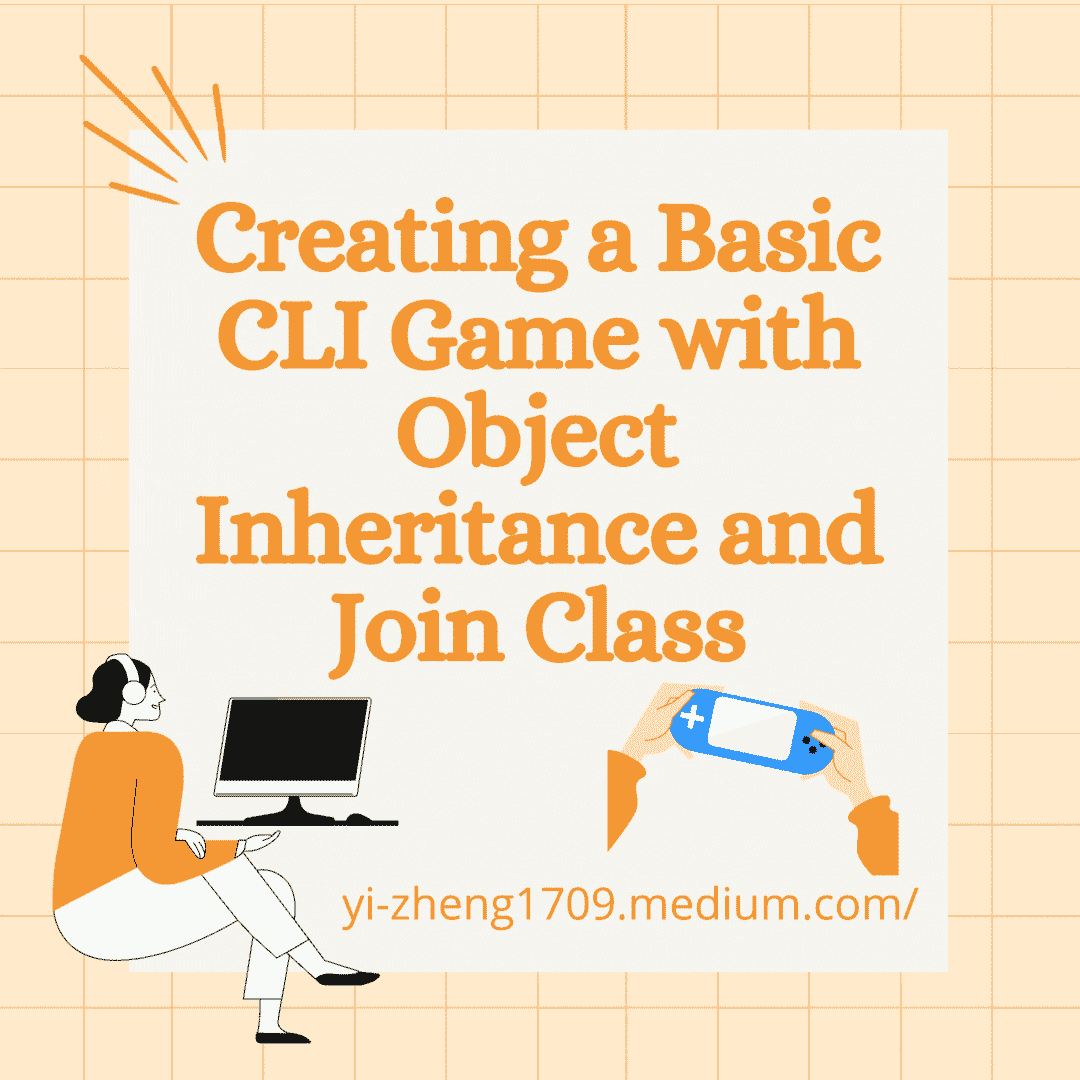 Creating a Basic
CLI Game with
Object
Inheritance and
Join Class
yi-zheng1709.medium.com/